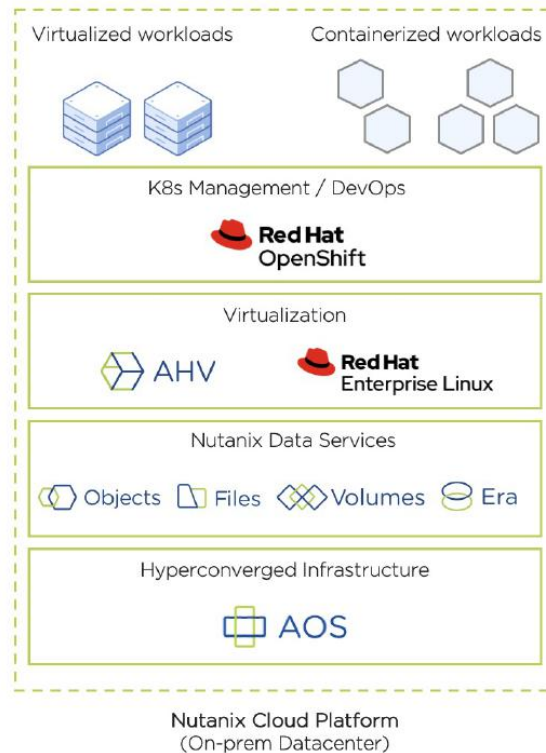 Virtualized workloads
Containerized workloads
K8s Management / DevOps
Red Hat
OpenShift
Virtualization
AHV
Red Hat
Enterprise Linux
Nutanix Data Services
Objects
Files
Volumes
Era
Hyperconverged Infrastructure
AOS
Nutanix Cloud Platform
(On-prem Datacenter)